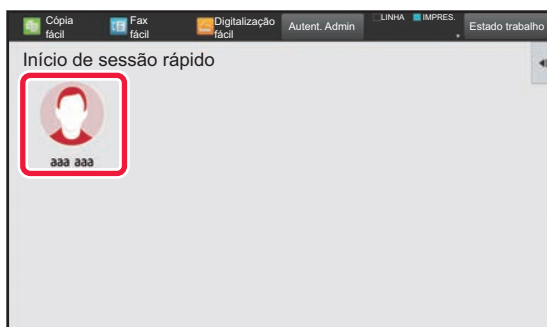 Cópia fácil
Fax fácil
Digitalização fácil
Autent. Admin
LINHA
IMPRES.
Estado trabalho
Início de sessão rápido
aaa aaa